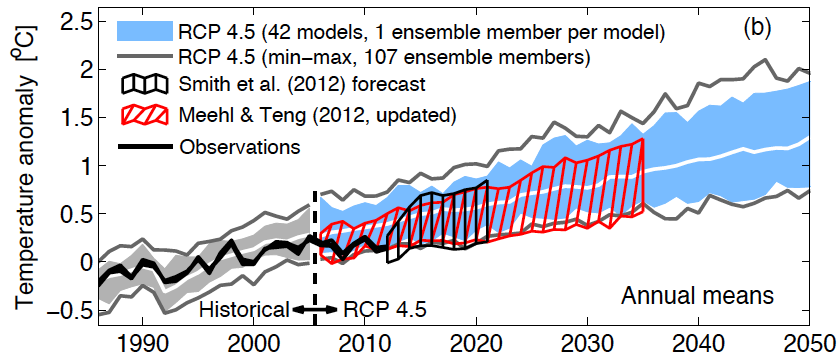 (b)
RCP 4.5 (42 models, 1 ensemble member per model)
RCP 4.5 (min−max, 107 ensemble members)
Smith et al. (2012) forecast
Meehl & Teng (2012, updated)
Observations
Temperature anomaly [°C]
2.5
2
1.5
1
0.5
0
−0.5
Historical
RCP 4.5
Annual means
1990 2000 2010 2020 2030 2040 2050